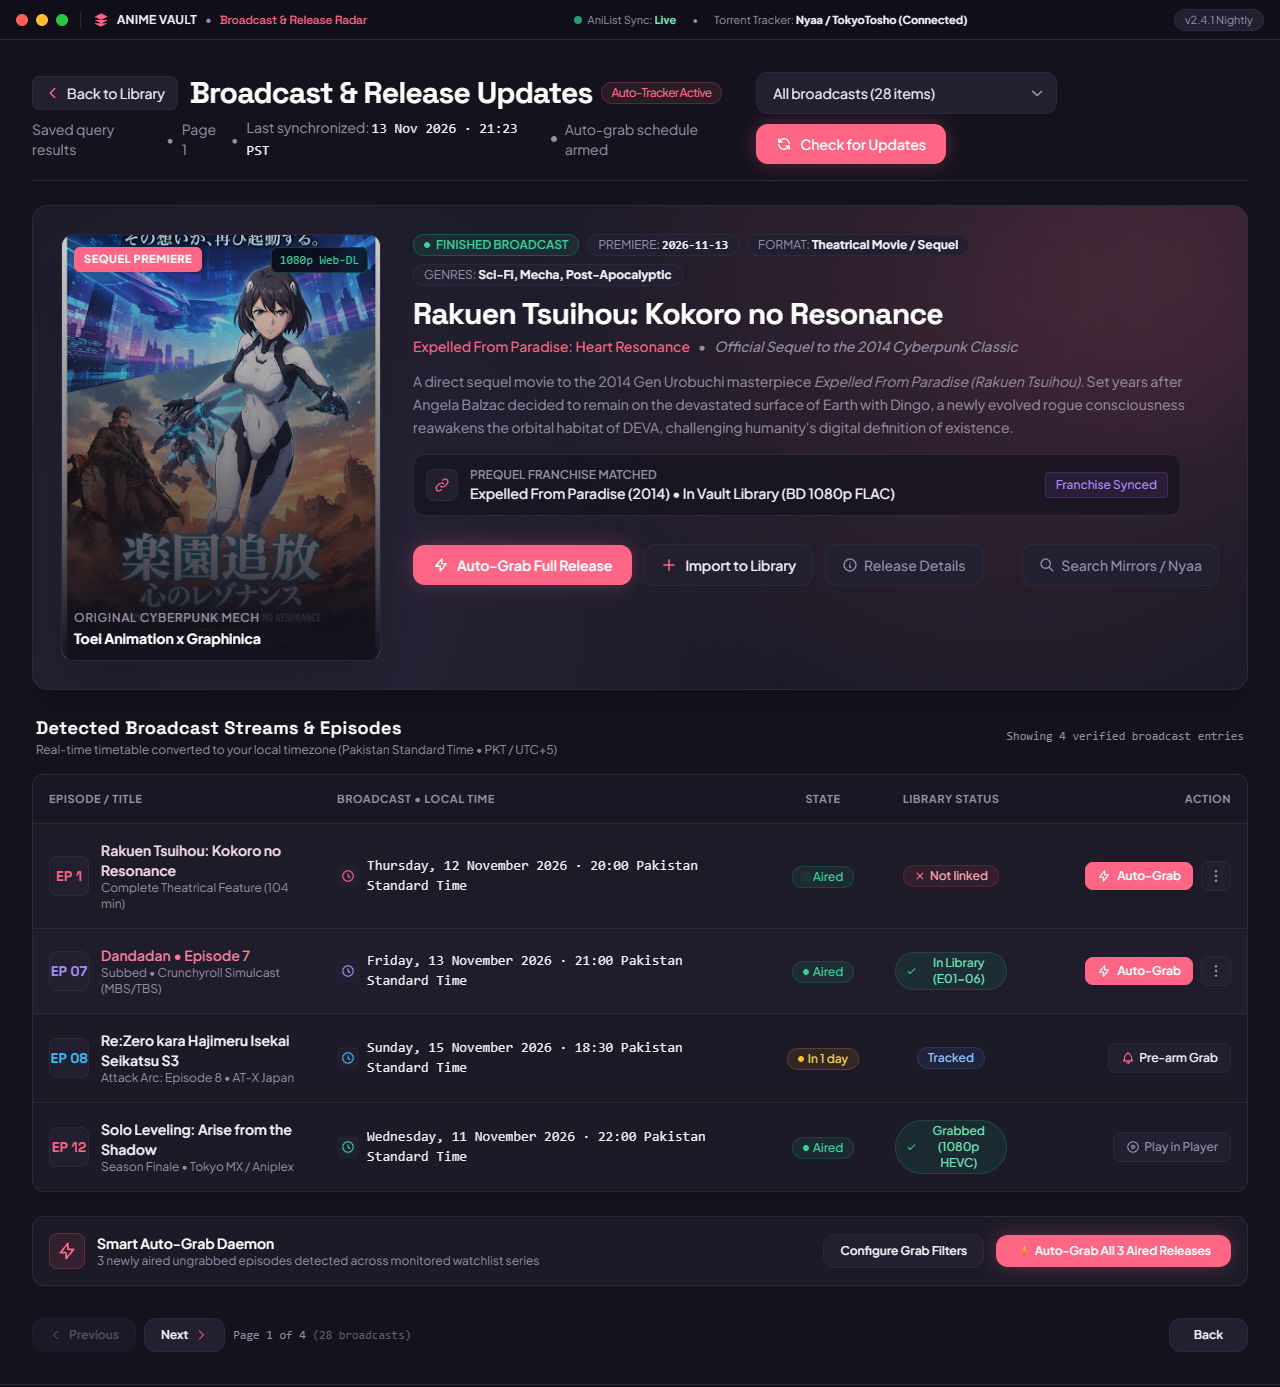 ANIME VAULT • Broadcast & Release Radar
AniList Sync: Live • Torrent Tracker: Nyaa / TokyoTosho (Connected)
v2.4.1 Nightly
Back to Library
Broadcast & Release Updates
Auto-Tracker Active
All broadcasts (28 items)
Saved query results • Page 1 • Last synchronized: 13 Nov 2026 · 21:23 PST • Auto-grab schedule armed
Check for Updates
その想いが、再び起動する。
SEQUEL PREMIERE
1080p Web-DL
楽園追放
心のレゾナンス
NO RESONANCE
ORIGINAL CYBERPUNK MECH
Toei Animation x Graphinica
FINISHED BROADCAST
PREMIERE: 2026-11-13
FORMAT: Theatrical Movie / Sequel
GENRES: Sci-Fi, Mecha, Post-Apocalyptic
Rakuen Tsuihou: Kokoro no Resonance
Expelled From Paradise: Heart Resonance • Official Sequel to the 2014 Cyberpunk Classic
A direct sequel movie to the 2014 Gen Urobuchi masterpiece Expelled From Paradise (Rakuen Tsuihou). Set years after
Angela Balzac decided to remain on the devastated surface of Earth with Dingo, a newly evolved rogue consciousness
reawakens the orbital habitat of DEVA, challenging humanity's digital definition of existence.
PREQUEL FRANCHISE MATCHED
Expelled From Paradise (2014) • In Vault Library (BD 1080p FLAC)
Franchise Synced
Auto-Grab Full Release
Import to Library
Release Details
Search Mirrors / Nyaa
Detected Broadcast Streams & Episodes
Real-time timetable converted to your local timezone (Pakistan Standard Time • PKT / UTC+5)
Showing 4 verified broadcast entries
EPISODE / TITLE
BROADCAST • LOCAL TIME
STATE
LIBRARY STATUS
ACTION
EP 1
Rakuen Tsuihou: Kokoro no
Resonance
Complete Theatrical Feature (104
min)
Thursday, 12 November 2026 · 20:00 Pakistan
Standard Time
Aired
Not linked
Auto-Grab
EP 07
Dandadan • Episode 7
Subbed • Crunchyroll Simulcast
(MBS/TBS)
Friday, 13 November 2026 · 21:00 Pakistan
Standard Time
Aired
In Library
(E01-06)
Auto-Grab
EP 08
Re:Zero kara Hajimeru Isekai
Seikatsu S3
Attack Arc: Episode 8 • AT-X Japan
Sunday, 15 November 2026 · 18:30 Pakistan
Standard Time
In 1 day
Tracked
Pre-arm Grab
EP 12
Solo Leveling: Arise from the
Shadow
Season Finale • Tokyo MX / Aniplex
Wednesday, 11 November 2026 · 22:00 Pakistan
Standard Time
Aired
Grabbed
(1080p
HEVC)
Play in Player
Smart Auto-Grab Daemon
3 newly aired ungrabbed episodes detected across monitored watchlist series
Configure Grab Filters
Auto-Grab All 3 Aired Releases
Previous
Next
Page 1 of 4 (28 broadcasts)
Back